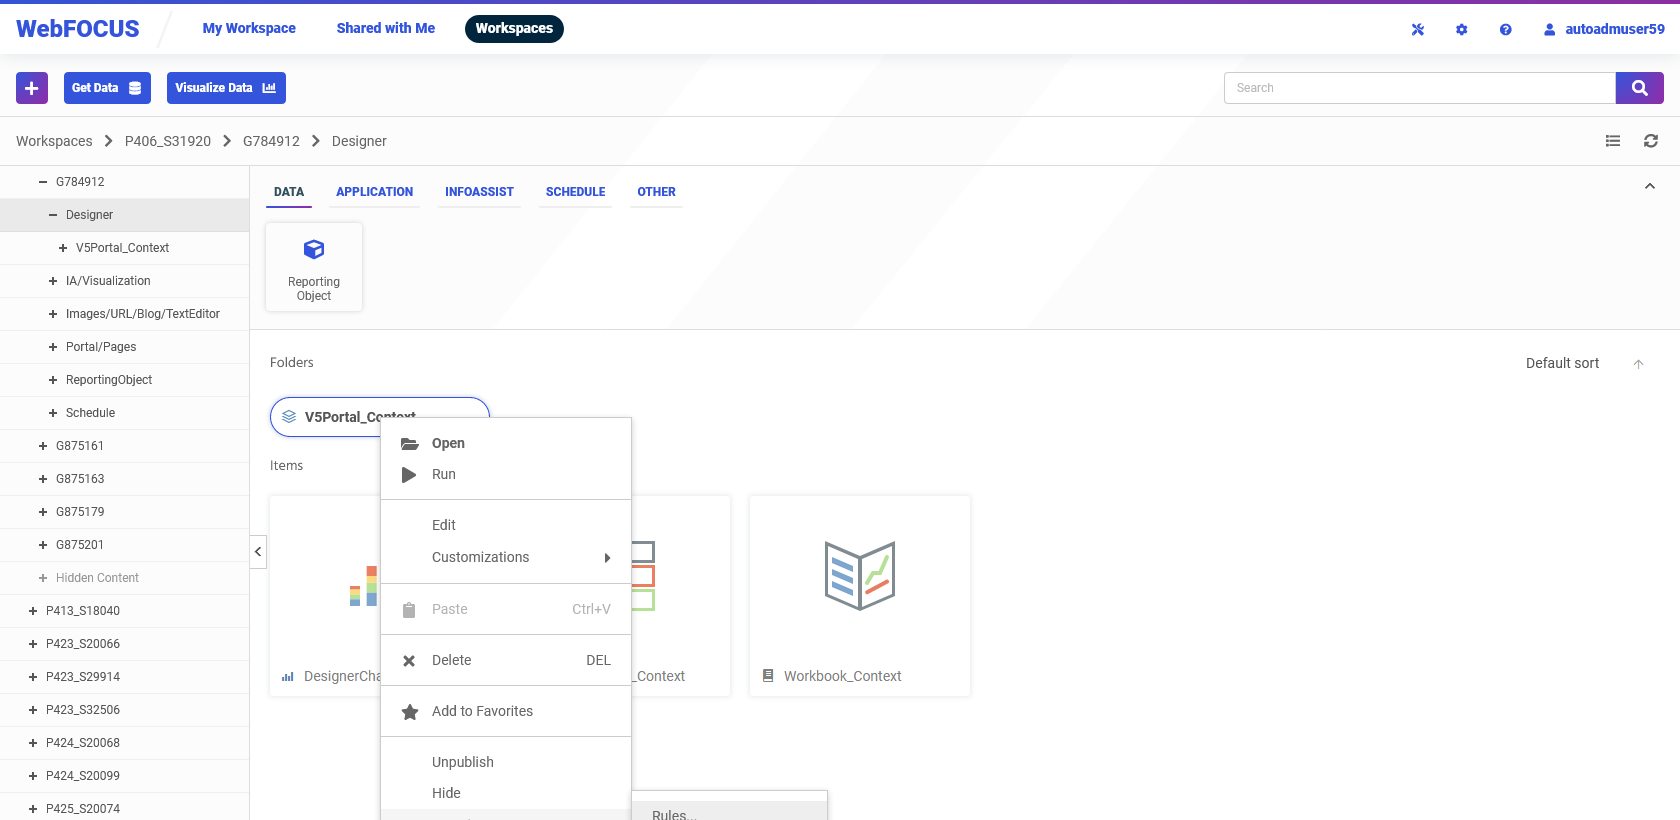 WebFOCUS
My Workspace
Shared with Me
Workspaces
autoadmuser59
Get Data
Visualize Data
Search
Workspaces
P406_S31920
G784912
Designer
G784912
Designer
V5Portal_Context
IA/Visualization
Images/URL/Blog/TextEditor
Portal/Pages
ReportingObject
Schedule
G875161
G875163
G875179
G875201
Hidden Content
P413_S18040
P423_S20066
P423_S29914
P423_S32506
P424_S20068
P424_S20099
P425_S20074
DATA
APPLICATION
INFOASSIST
SCHEDULE
OTHER
Reporting
Object
Folders
Default sort
V5Portal_Context
Items
Open
Run
Edit
Customizations
Paste Ctrl+V
Delete DEL
Add to Favorites
Unpublish
Hide
Rules...
DesignerCha
_Context
Workbook_Context